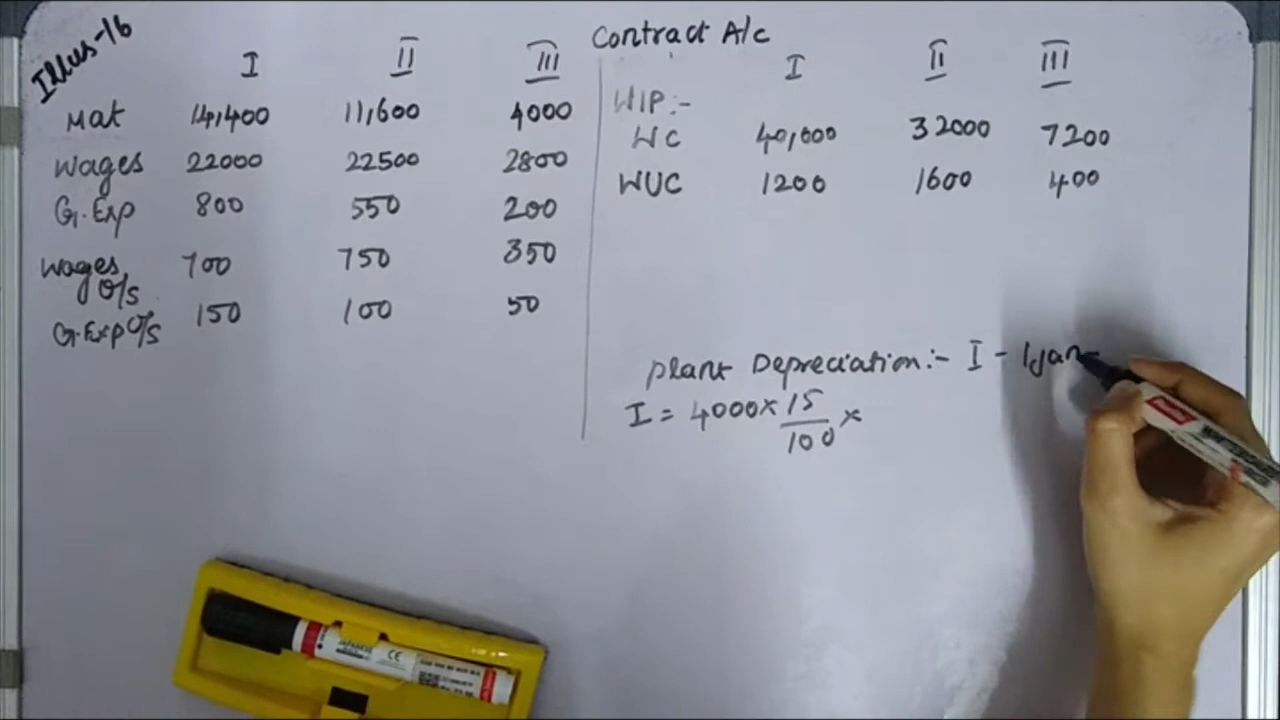 Illus-16
Contract A/c
I II III
Mat 14,400 11,600 4000
Wages 22000 22500 2800
G.Exp 800 550 200
Wages O/s 700 750 350
G.Exp O/s 150 100 50
I II III
WIP:-
WC 40,000 32000 7200
WUC 1200 1600 400
Plant Depreciation:- I - 1 Jan
I = 4000 × 15/100 ×